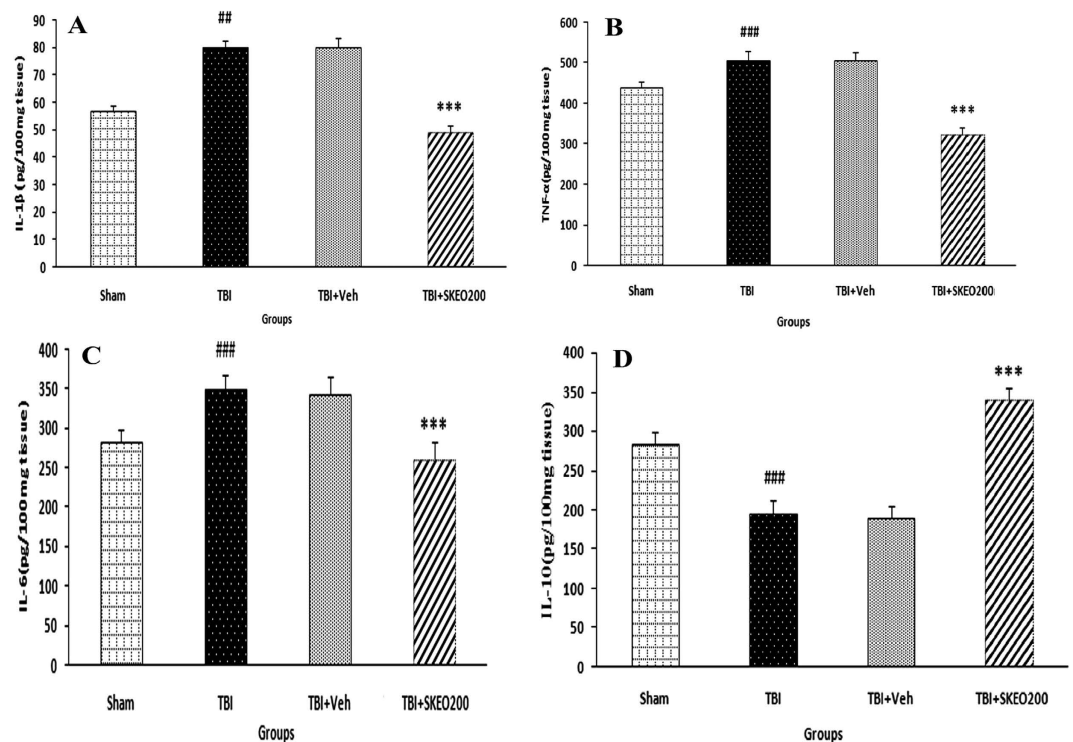 A
IL-1β (pg/100mg tissue)
90
80
70
60
50
40
30
20
10
0
##
***
Sham TBI TBI+Veh TBI+SKEO200
Groups
B
TNF-α(pg/100mg tissue)
600
500
400
300
200
100
0
###
***
Sham TBI TBI+Veh TBI+SKEO200
Groups
C
IL-6(pg/100mg tissue)
400
350
300
250
200
150
100
50
0
###
***
Sham TBI TBI+Veh TBI+SKEO200
Groups
D
IL-10(pg/100mg tissue)
400
350
300
250
200
150
100
50
0
###
***
Sham TBI TBI+Veh TBI+SKEO200
Groups